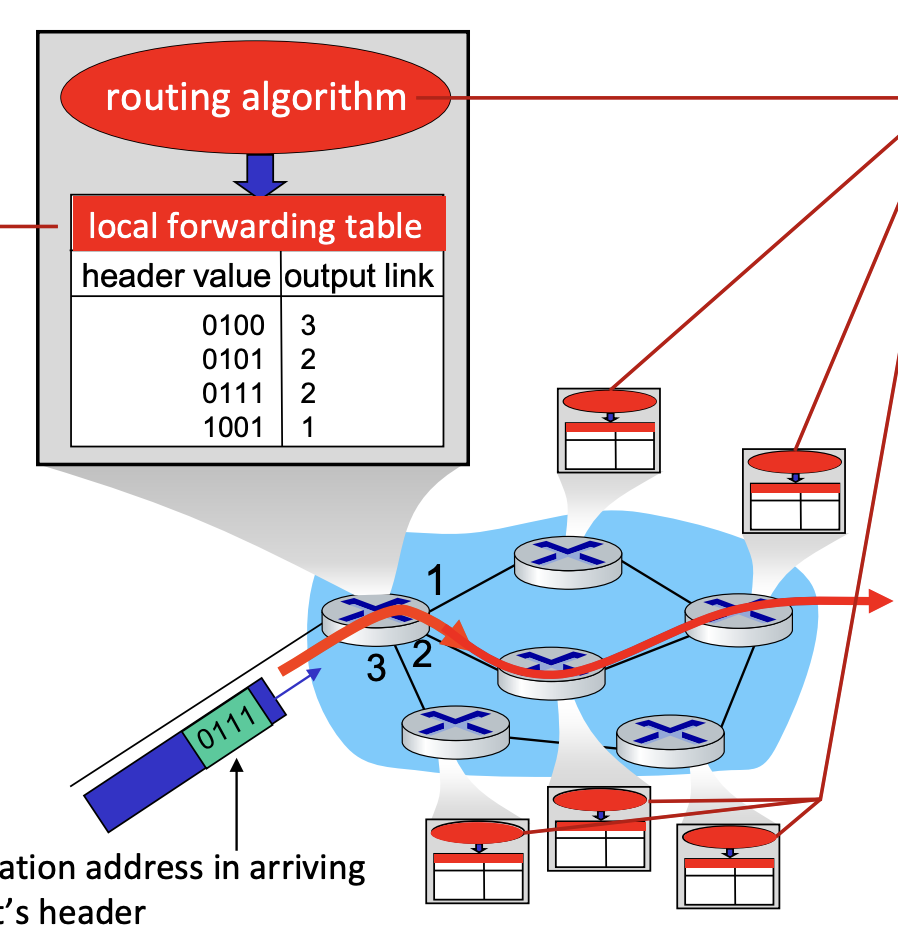 routing algorithm
local forwarding table
header value output link
0100 3
0101 2
0111 2
1001 1
1
2
3
0111
ation address in arriving
t’s header